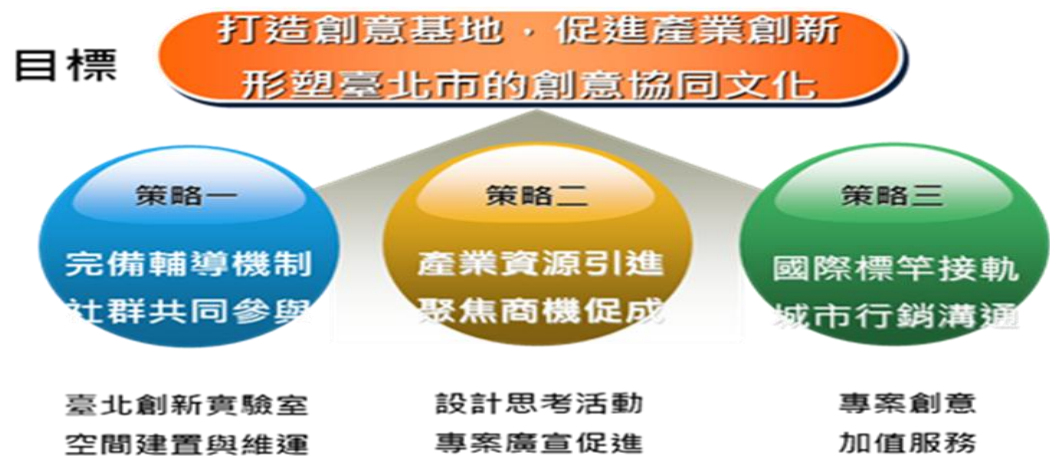 目標
打造創意基地，促進產業創新
形塑臺北市的創意協同文化
策略一
完備輔導機制
社群共同參與
策略二
產業資源引進
聚焦商機促成
策略三
國際標竿接軌
城市行銷溝通
臺北創新實驗室
空間建置與維運
設計思考活動
專案廣宣促進
專案創意
加值服務